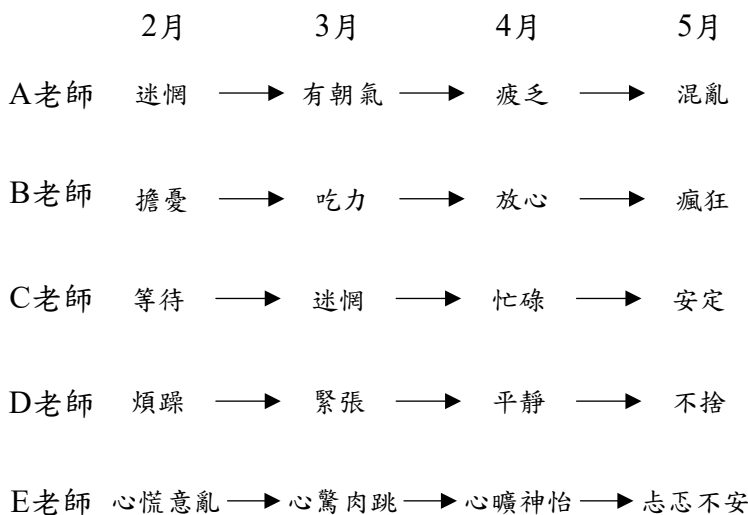 2月 3月 4月 5月
A老師 迷惘 有朝氣 疲乏 混亂
B老師 擔憂 吃力 放心 瘋狂
C老師 等待 迷惘 忙碌 安定
D老師 煩躁 緊張 平靜 不捨
E老師 心慌意亂 心驚肉跳 心曠神怡 忐忑不安